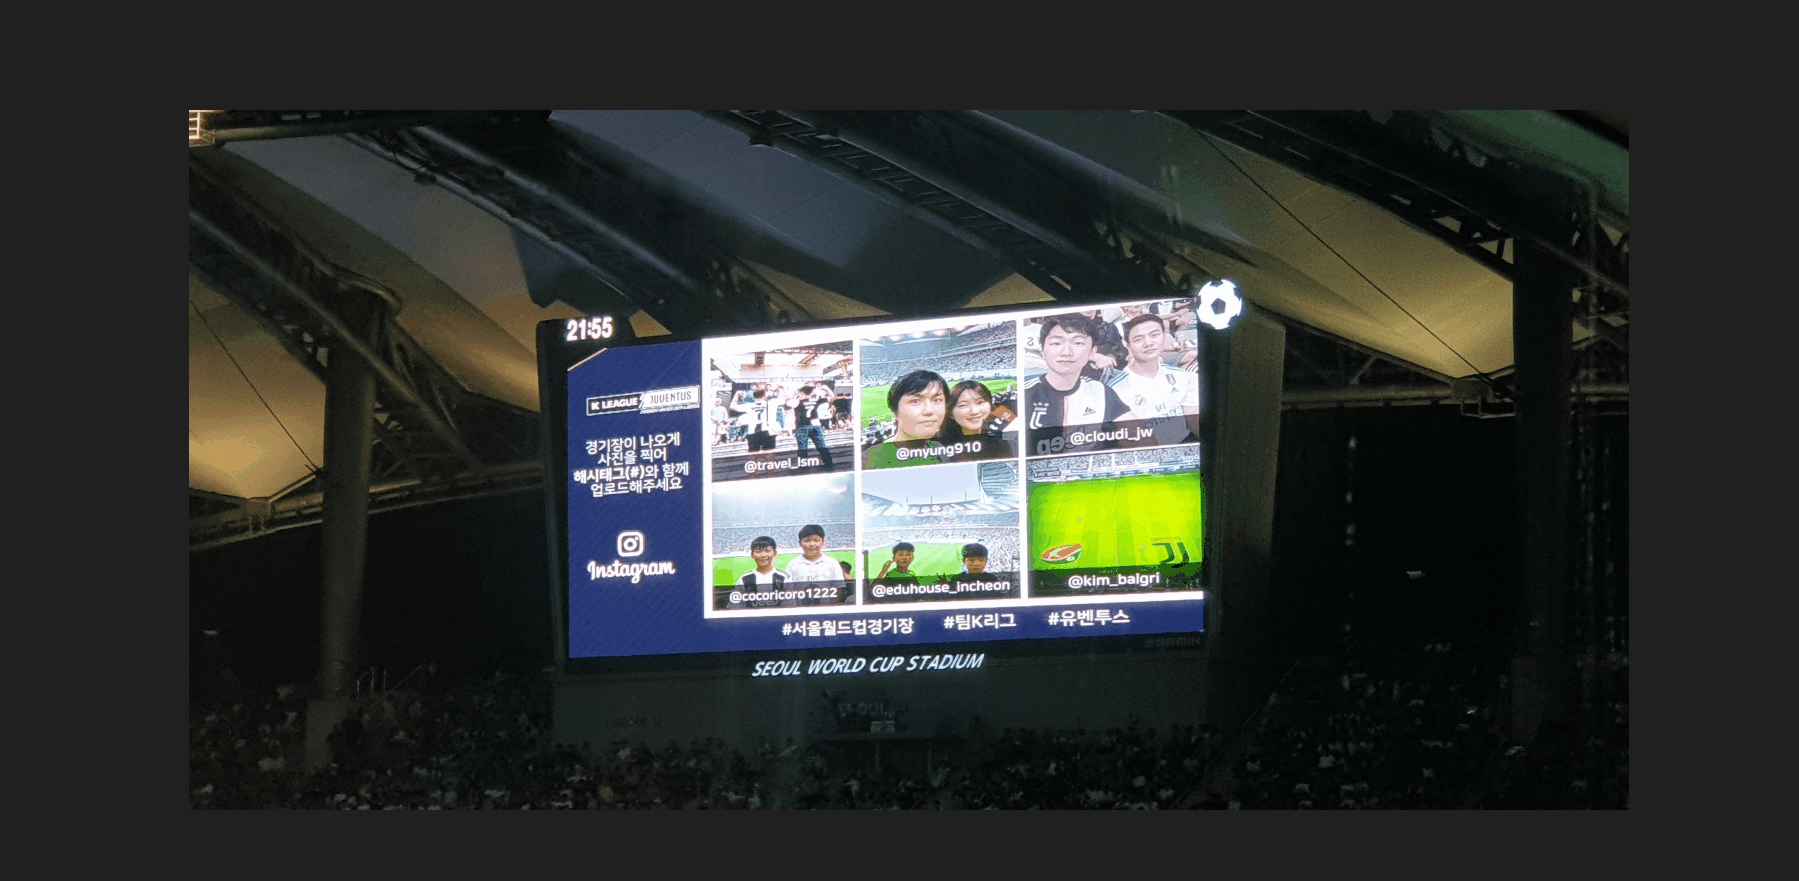 21:55
K LEAGUE JUVENTUS
경기장이 나오게
사진을 찍어
해시태그(#)와 함께
업로드해주세요
Instagram
@travel_lsm
@myung910
@cloudi_jw
@cocoricoro1222
@eduhouse_incheon
@kim_balgri
#서울월드컵경기장 #팀K리그 #유벤투스
SEOUL WORLD CUP STADIUM